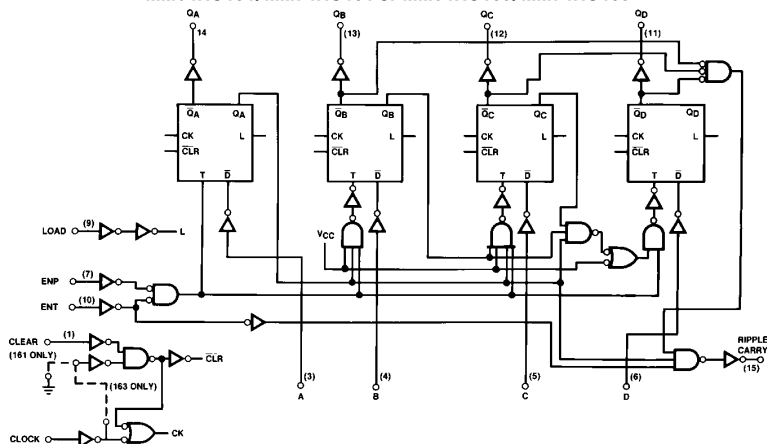 QA QB QC QD
14 (13) (12) (11)
Q̅A QA Q̅B QB Q̅C QC Q̅D QD
CK L CK L CK L CK L
C̅L̅R̅ C̅L̅R̅ C̅L̅R̅ C̅L̅R̅
T D̅ T D̅ T D̅ T D̅
LOAD (9) L
VCC
ENP (7)
ENT (10)
CLEAR (1)
(161 ONLY) C̅L̅R̅
(163 ONLY)
CLOCK CK
(3) (4) (5) (6)
A B C D
RIPPLE
CARRY
(15)